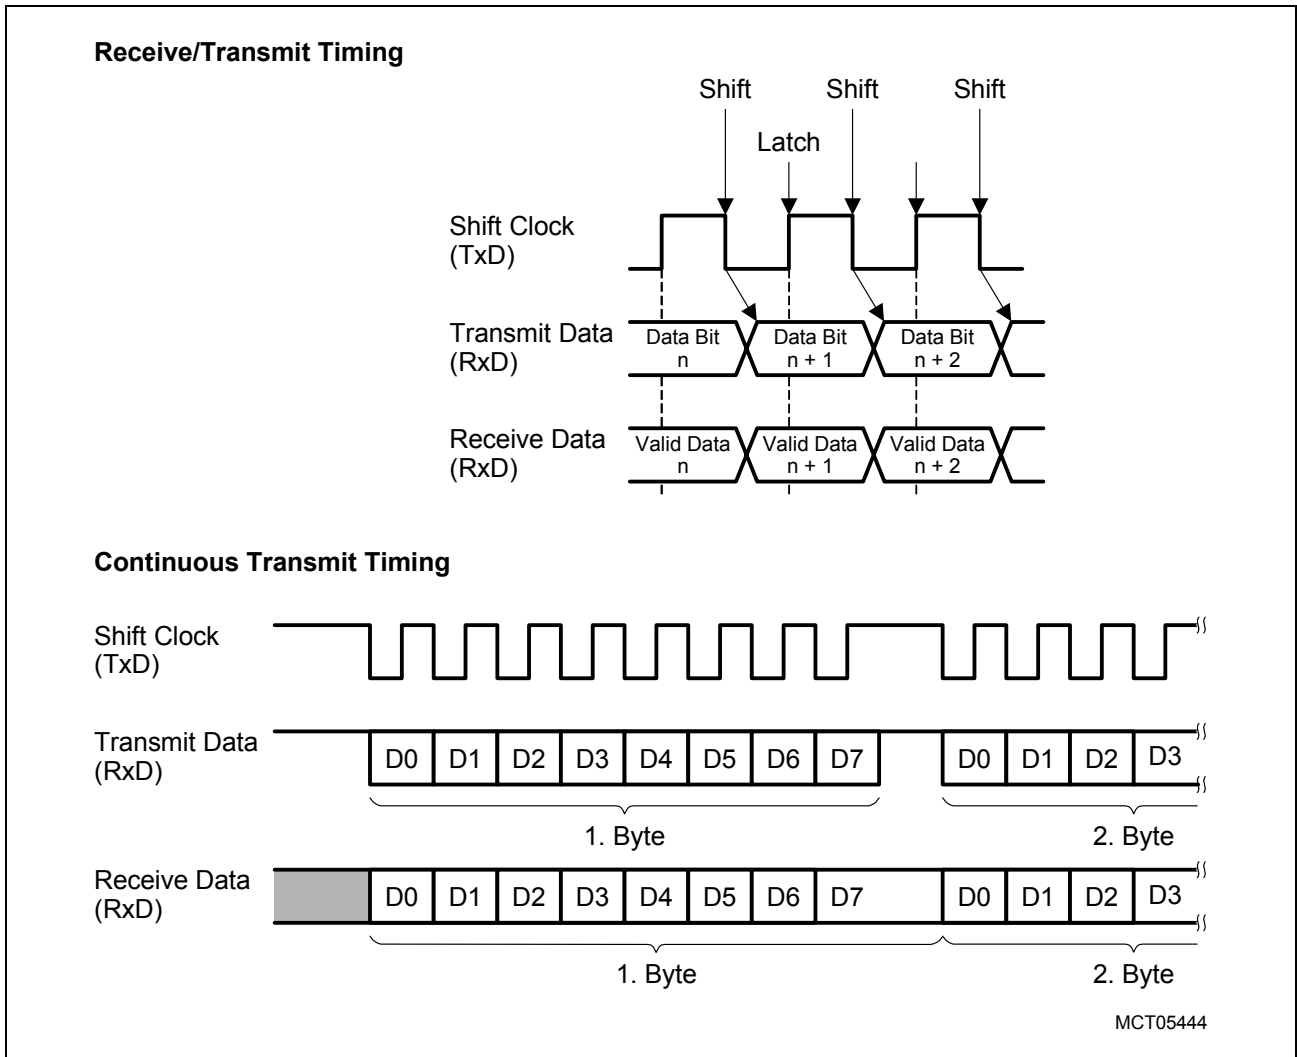 Receive/Transmit Timing
Shift Shift Shift
Latch
Shift Clock
(TxD)
Transmit Data
(RxD)
Data Bit
n
Data Bit
n + 1
Data Bit
n + 2
Receive Data
(RxD)
Valid Data
n
Valid Data
n + 1
Valid Data
n + 2
Continuous Transmit Timing
Shift Clock
(TxD)
Transmit Data
(RxD)
D0 D1 D2 D3 D4 D5 D6 D7 D0 D1 D2 D3
1. Byte 2. Byte
Receive Data
(RxD)
D0 D1 D2 D3 D4 D5 D6 D7 D0 D1 D2 D3
1. Byte 2. Byte
MCT05444